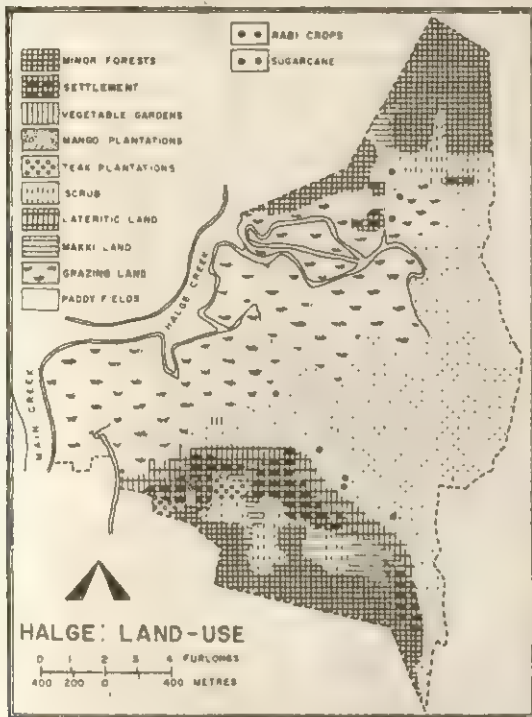 RABI CROPS
SUGARCANE
MINOR FORESTS
SETTLEMENT
VEGETABLE GARDENS
MANGO PLANTATIONS
TEAK PLANTATIONS
SCRUB
LATERITIC LAND
MAKKI LAND
GRAZING LAND
PADDY FIELDS
HALGE CREEK
MAIN CREEK
HALGE: LAND-USE
0 1 2 3 4 FURLONGS
400 200 0 400 METRES